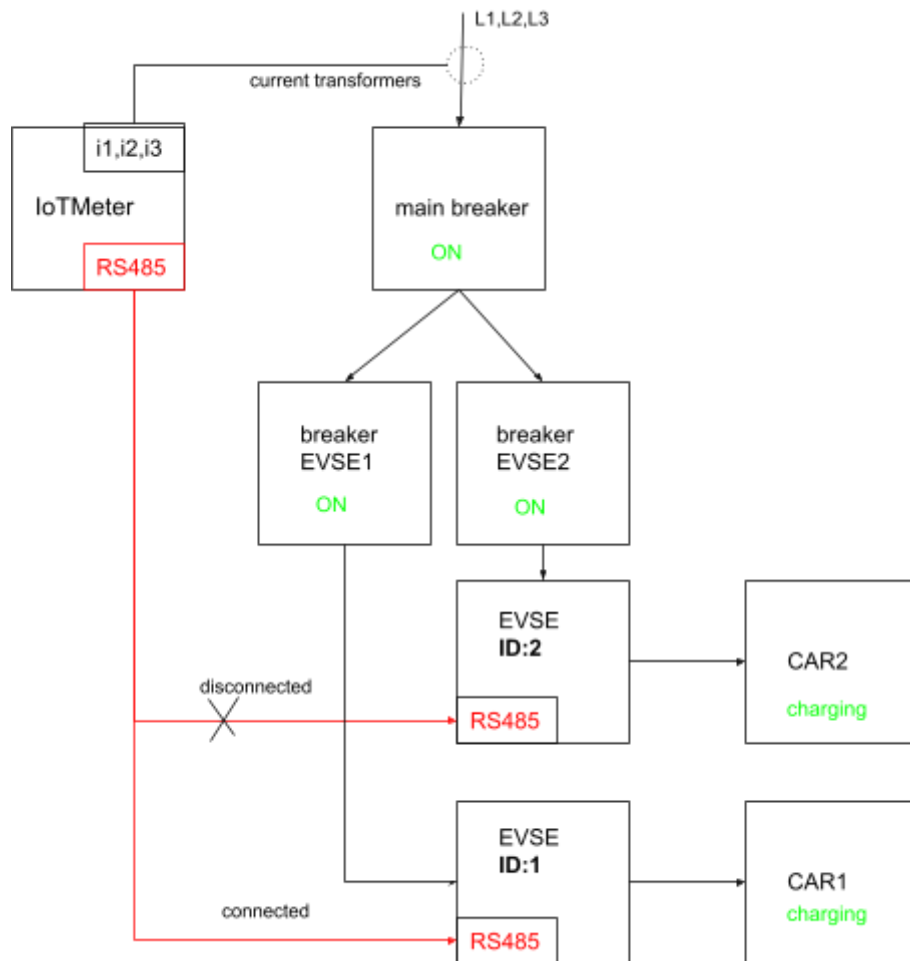 L1,L2,L3
current transformers
i1,i2,i3
IoTMeter
RS485
main breaker
ON
breaker
EVSE1
ON
breaker
EVSE2
ON
EVSE
ID:2
RS485
CAR2
charging
disconnected
EVSE
ID:1
RS485
CAR1
charging
connected